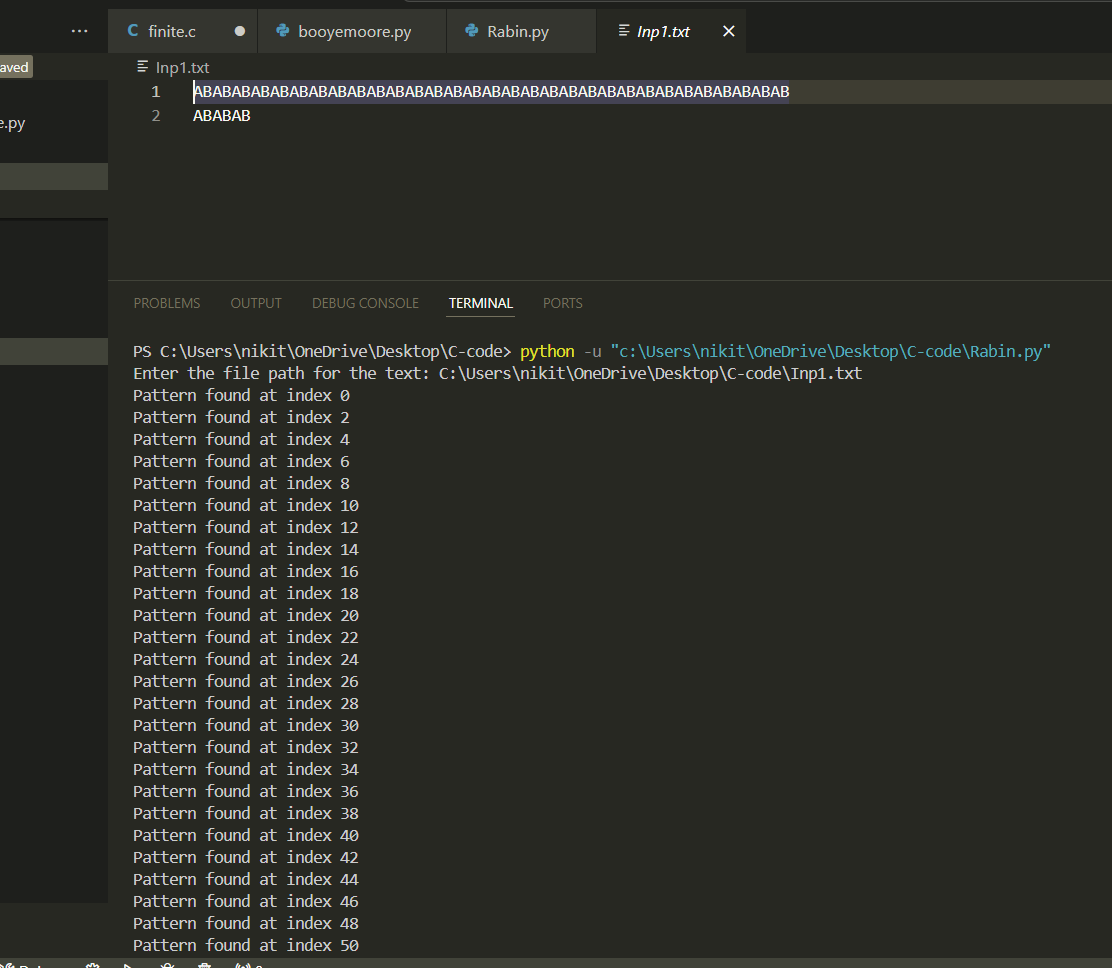 finite.c
booyemoore.py
Rabin.py
Inp1.txt
aved
Inp1.txt
1 ABABABABABABABABABABABABABABABABABABABABABABABABABABABABABABAB
2 ABABAB
e.py
PROBLEMS OUTPUT DEBUG CONSOLE TERMINAL PORTS
PS C:\Users\nikit\OneDrive\Desktop\C-code> python -u "c:\Users\nikit\OneDrive\Desktop\C-code\Rabin.py"
Enter the file path for the text: C:\Users\nikit\OneDrive\Desktop\C-code\Inp1.txt
Pattern found at index 0
Pattern found at index 2
Pattern found at index 4
Pattern found at index 6
Pattern found at index 8
Pattern found at index 10
Pattern found at index 12
Pattern found at index 14
Pattern found at index 16
Pattern found at index 18
Pattern found at index 20
Pattern found at index 22
Pattern found at index 24
Pattern found at index 26
Pattern found at index 28
Pattern found at index 30
Pattern found at index 32
Pattern found at index 34
Pattern found at index 36
Pattern found at index 38
Pattern found at index 40
Pattern found at index 42
Pattern found at index 44
Pattern found at index 46
Pattern found at index 48
Pattern found at index 50